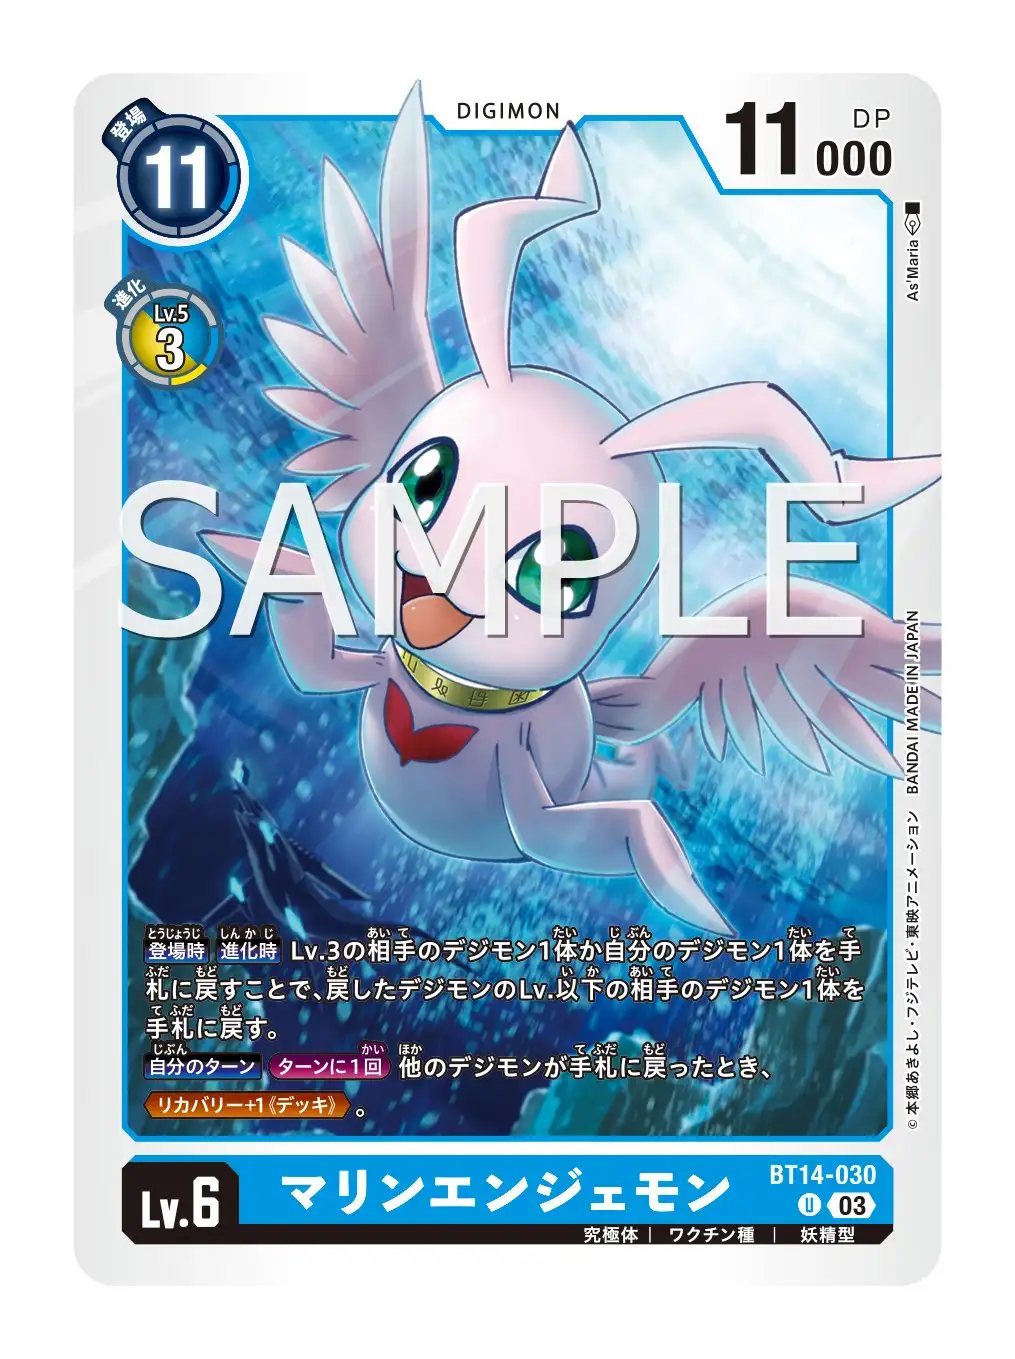 DIGIMON
登場
11
11000
DP
進化
Lv.5
3
As'Maria
SAMPLE
BANDAI MADE IN JAPAN
©本郷あきよし・フジテレビ・東映アニメーション
登場時 進化時 Lv.3の相手のデジモン1体か自分のデジモン1体を手
札に戻すことで、戻したデジモンのLv.以下の相手のデジモン1体を
手札に戻す。
自分のターン ターンに1回 他のデジモンが手札に戻ったとき、
リカバリー+1《デッキ》。
Lv.6
マリンエンジェモン
BT14-030
U 03
究極体 | ワクチン種 | 妖精型